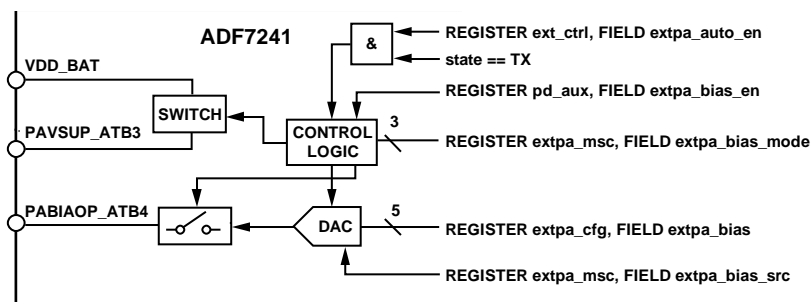 ADF7241
&
REGISTER ext_ctrl, FIELD extpa_auto_en
state == TX
VDD_BAT
REGISTER pd_aux, FIELD extpa_bias_en
SWITCH
CONTROL
LOGIC
3
PAVSUP_ATB3
REGISTER extpa_msc, FIELD extpa_bias_mode
PABIAOP_ATB4
DAC
5
REGISTER extpa_cfg, FIELD extpa_bias
REGISTER extpa_msc, FIELD extpa_bias_src